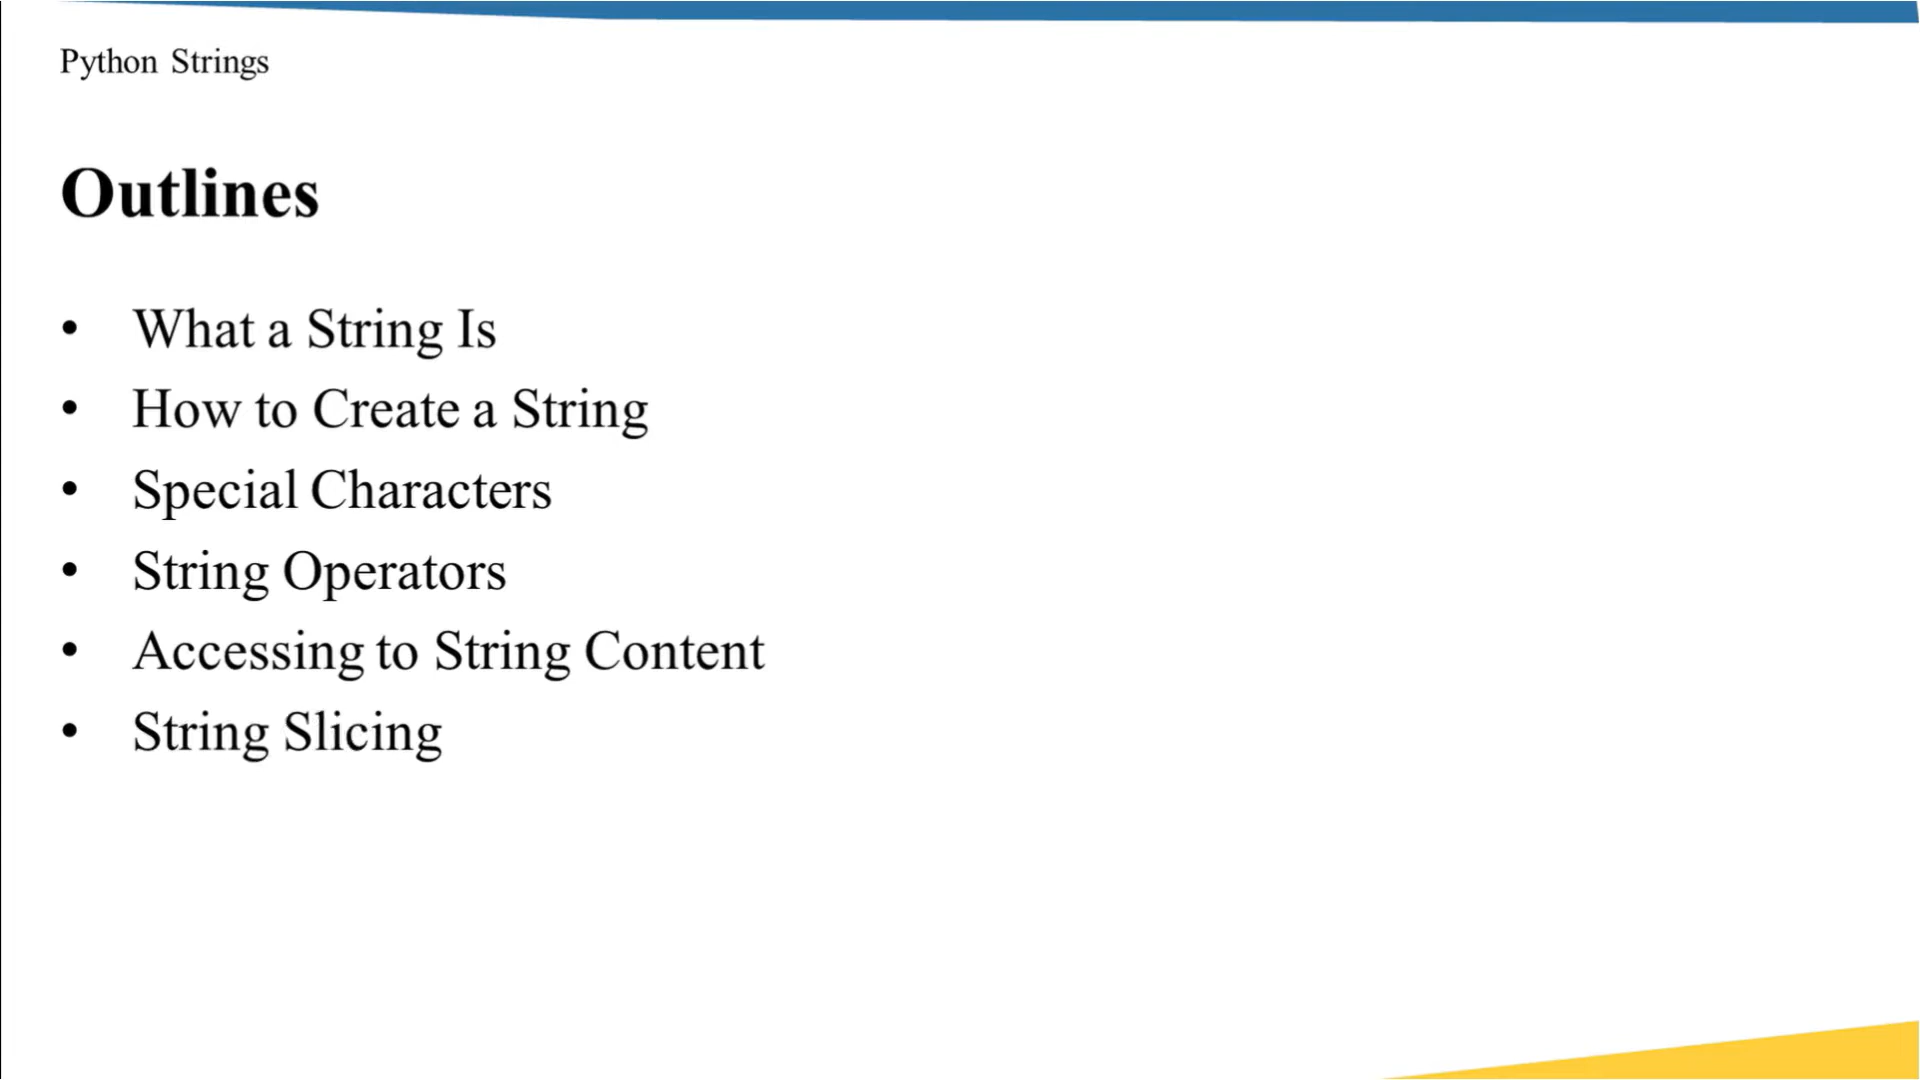 Python Strings
Outlines
• What a String Is
• How to Create a String
• Special Characters
• String Operators
• Accessing to String Content
• String Slicing